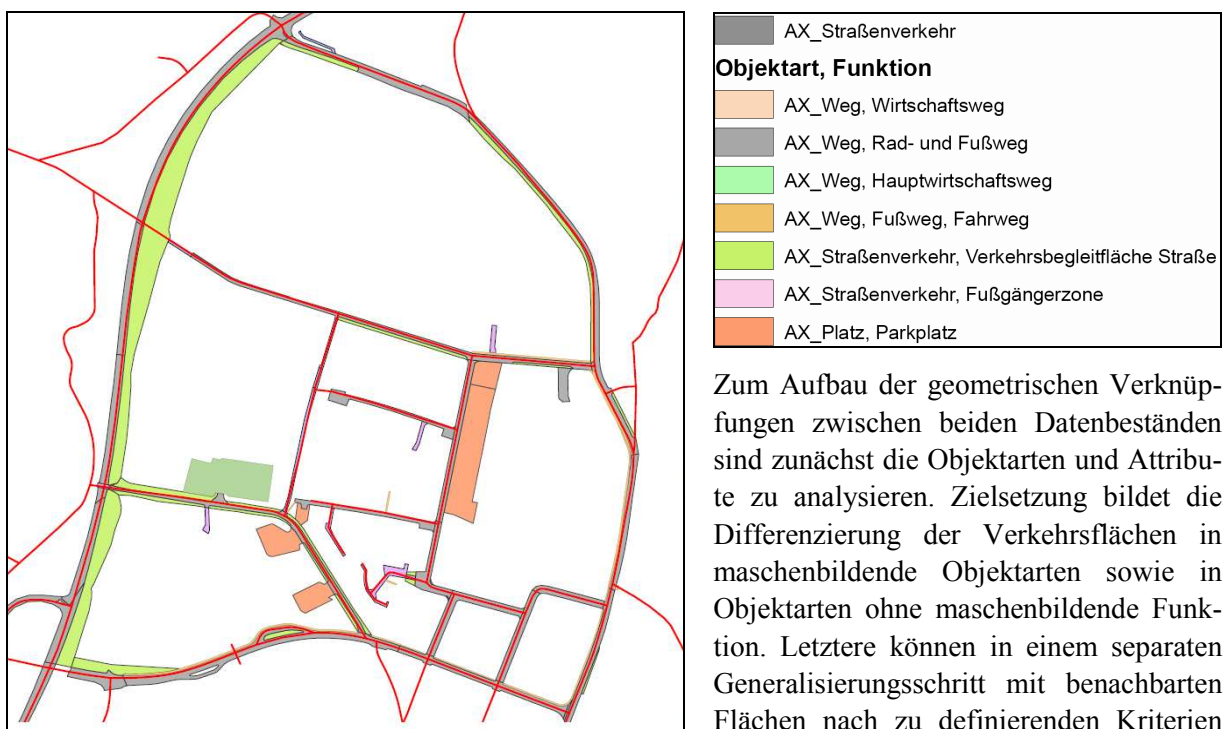 AX_Straßenverkehr
Objektart, Funktion
AX_Weg, Wirtschaftsweg
AX_Weg, Rad- und Fußweg
AX_Weg, Hauptwirtschaftsweg
AX_Weg, Fußweg, Fahrweg
AX_Straßenverkehr, Verkehrsbegleitfläche Straße
AX_Straßenverkehr, Fußgängerzone
AX_Platz, Parkplatz
Zum Aufbau der geometrischen Verknüp-
fungen zwischen beiden Datenbeständen
sind zunächst die Objektarten und Attribu-
te zu analysieren. Zielsetzung bildet die
Differenzierung der Verkehrsflächen in
maschenbildende Objektarten sowie in
Objektarten ohne maschenbildende Funk-
tion. Letztere können in einem separaten
Generalisierungsschritt mit benachbarten
Flächen nach zu definierenden Kriterien